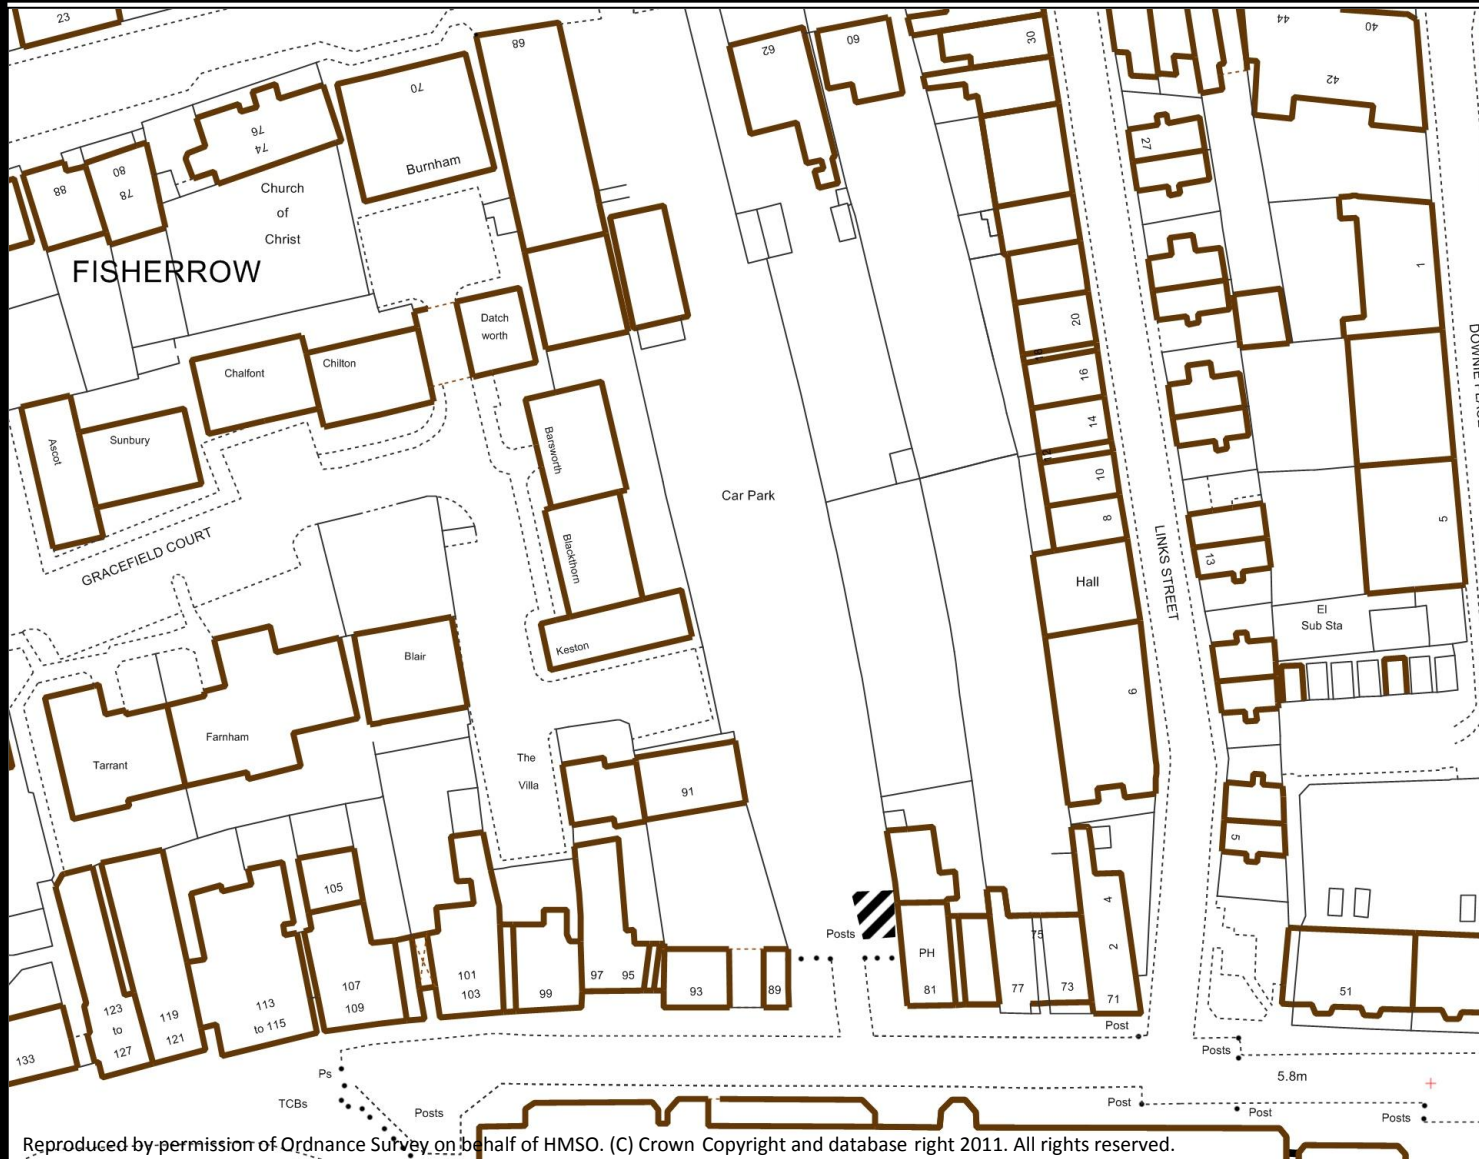 23
68
62
60
30
44
40
42
70
Burnham
76
74
27
80
78
88
Church
of
Christ
FISHERROW
1
Datch
worth
20
18
Chilton
Chalfont
16
14
Sunbury
Ascot
Barsworth
12
10
Car Park
8
5
LINKS STREET
GRACEFIELD COURT
Blackthorn
13
Hall
El
Sub Sta
Keston
Blair
6
Farnham
Tarrant
The
Villa
91
5
105
4
75
Posts
2
PH
101
97
95
107
103
99
93
89
81
77
73
71
51
109
113
to 115
123
to
127
119
121
133
Post
Posts
5.8m
Ps
TCBs
Posts
Post
Post
Posts
Reproduced by permission of Ordnance Survey on behalf of HMSO. (C) Crown Copyright and database right 2011. All rights reserved.